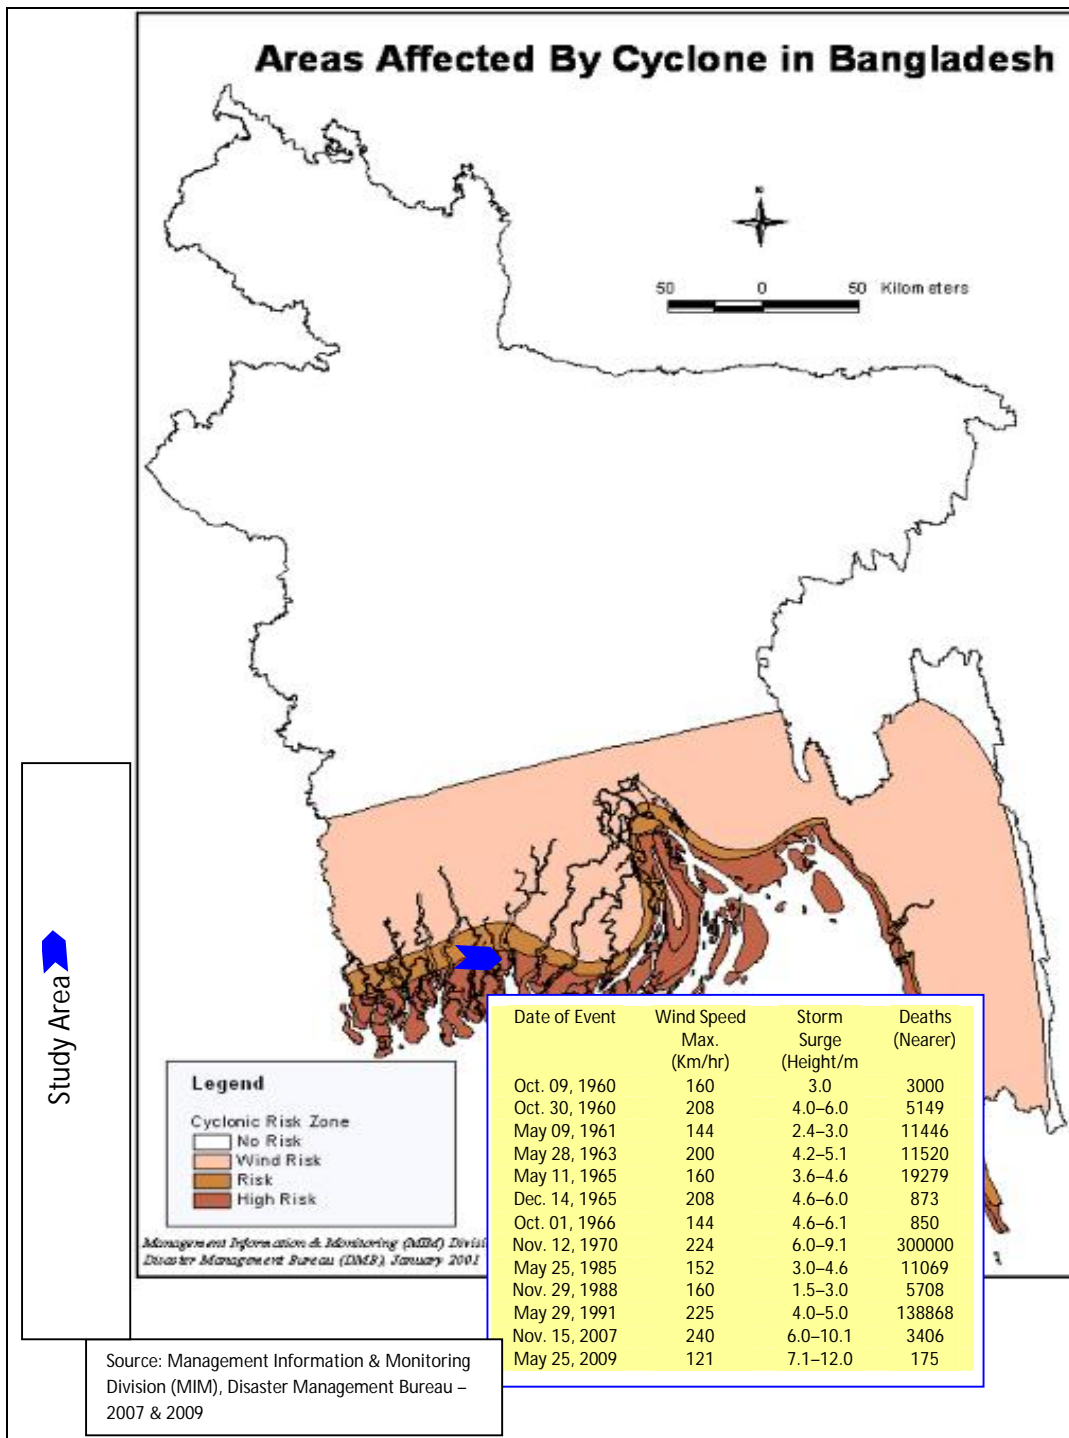 Areas Affected By Cyclone in Bangladesh
N
50 0 50 Kilometers
Study Area
Legend
Cyclonic Risk Zone
No Risk
Wind Risk
Risk
High Risk
Management Information & Monitoring (MIM) Divisi
Disaster Management Bureau (DMB), January 2001
Date of Event Wind Speed Max. (Km/hr) Storm Surge (Height/m Deaths (Nearer)
Oct. 09, 1960 160 3.0 3000
Oct. 30, 1960 208 4.0–6.0 5149
May 09, 1961 144 2.4–3.0 11446
May 28, 1963 200 4.2–5.1 11520
May 11, 1965 160 3.6–4.6 19279
Dec. 14, 1965 208 4.6–6.0 873
Oct. 01, 1966 144 4.6–6.1 850
Nov. 12, 1970 224 6.0–9.1 300000
May 25, 1985 152 3.0–4.6 11069
Nov. 29, 1988 160 1.5–3.0 5708
May 29, 1991 225 4.0–5.0 138868
Nov. 15, 2007 240 6.0–10.1 3406
May 25, 2009 121 7.1–12.0 175
Source: Management Information & Monitoring
Division (MIM), Disaster Management Bureau –
2007 & 2009